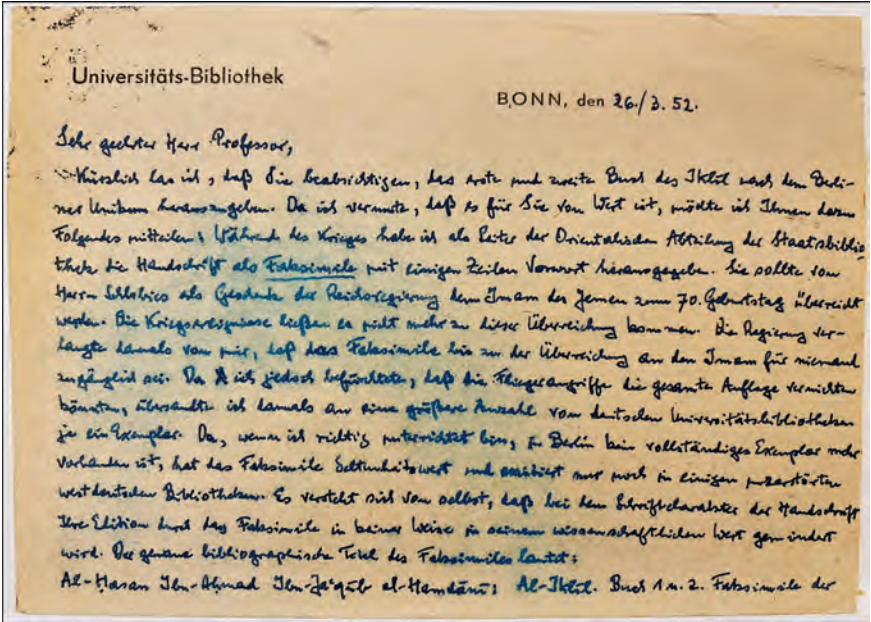 Universitäts-Bibliothek
BONN, den 26./3. 52.
Sehr geehrter Herr Professor,
Kürzlich las ich, daß Sie beabsichtigen, das erste und zweite Buch des Iklīl nach dem Berli-
ner Unikum herauszugeben. Da ich vermute, daß es für Sie von Wert ist, möchte ich Ihnen dazu
Folgendes mitteilen: Während des Krieges habe ich als Leiter der Orientalischen Abteilung der Staatsbiblio-
thek die Handschrift als Faksimile mit einigen Zeilen Vorwort herausgegeben. Sie sollte von
Herrn als Geschenk der Reichsregierung dem Imam des Jemen zum 70. Geburtstag überreicht
werden. Die Kriegsereignisse ließen es nicht mehr zu dieser Überreichung kommen. Die Regierung ver-
langte damals von mir, daß das Faksimile bis zu der Überreichung an den Imam für niemand
zugänglich sei. Da ich jedoch befürchtete, daß die Fliegerangriffe die gesamte Auflage vernichten
könnten, übersandte ich damals an eine größere Anzahl von deutschen Universitätsbibliotheken
je ein Exemplar. Da, wenn ich richtig unterrichtet bin, in Berlin kein vollständiges Exemplar mehr
vorhanden ist, hat das Faksimile Seltenheitswert und existiert nur noch in einigen unzerstörten
westdeutschen Bibliotheken. Es versteht sich von selbst, daß bei dem Schriftcharakter der Handschrift
Ihre Edition durch das Faksimile in keiner Weise in seinem wissenschaftlichen Wert gemindert
wird. Der genaue bibliographische Titel des Faksimiles lautet:
Al-Hasan Ibn-Ahmad Ibn-Ja'qūb al-Hamdānī: Al-Iklīl. Buch 1 u. 2. Faksimile der